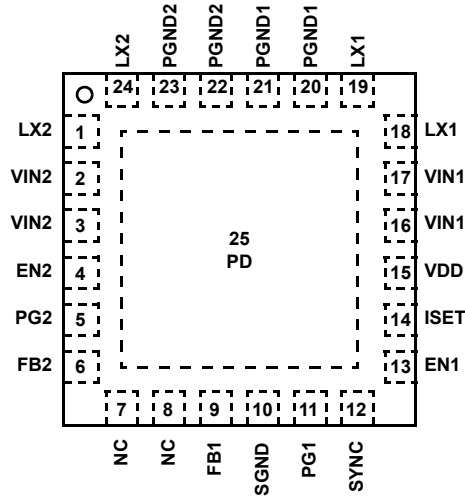 LX2
PGND2
PGND2
PGND1
PGND1
LX1
24
23
22
21
20
19
LX2
1
18
LX1
VIN2
2
17
VIN1
VIN2
3
16
VIN1
25
PD
EN2
4
15
VDD
PG2
5
14
ISET
FB2
6
13
EN1
7
8
9
10
11
12
NC
NC
FB1
SGND
PG1
SYNC